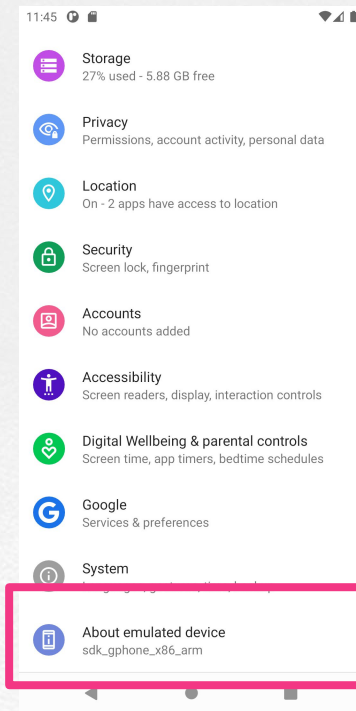 11:45
Storage
27% used - 5.88 GB free
Privacy
Permissions, account activity, personal data
Location
On - 2 apps have access to location
Security
Screen lock, fingerprint
Accounts
No accounts added
Accessibility
Screen readers, display, interaction controls
Digital Wellbeing & parental controls
Screen time, app timers, bedtime schedules
Google
Services & preferences
System
About emulated device
sdk_gphone_x86_arm